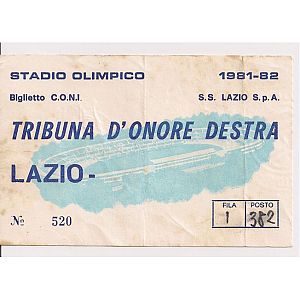 STADIO OLIMPICO 1981-82
Biglietto C.O.N.I. S.S. LAZIO S.p.A.
TRIBUNA D'ONORE DESTRA
LAZIO-
Nº 520
FILA POSTO
1 382